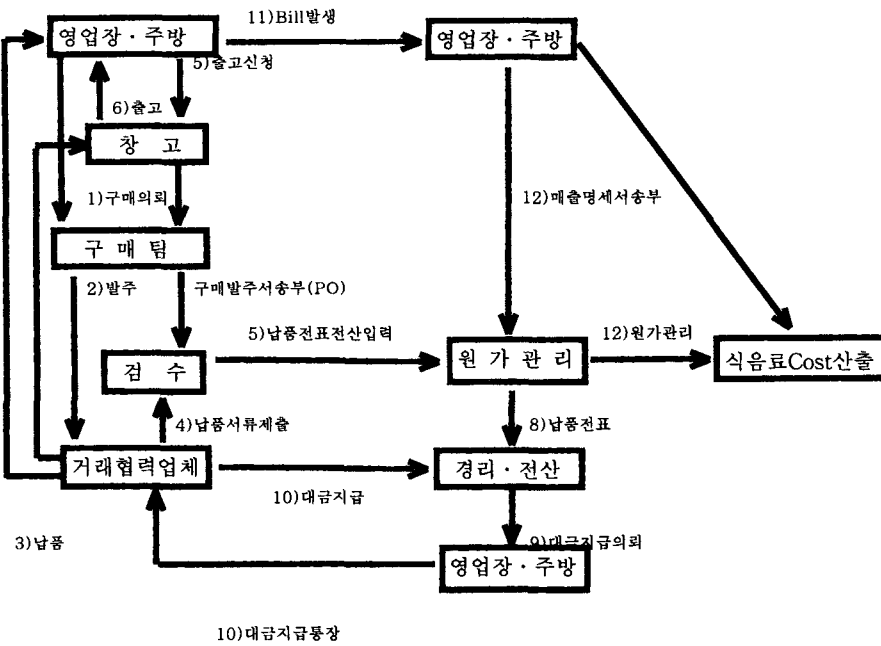 11)Bill발생
영업장·주방
영업장·주방
5)출고신청
6)출고
창 고
1)구매의뢰
12)매출명세서송부
구 매 팀
2)발주
구매발주서송부(PO)
5)납품전표전산입력
12)원가관리
검 수
원 가 관 리
식음료Cost산출
4)납품서류제출
8)납품전표
거래협력업체
경리·전산
10)대금지급
3)납품
9)대금지급의뢰
영업장·주방
10)대금지급통장